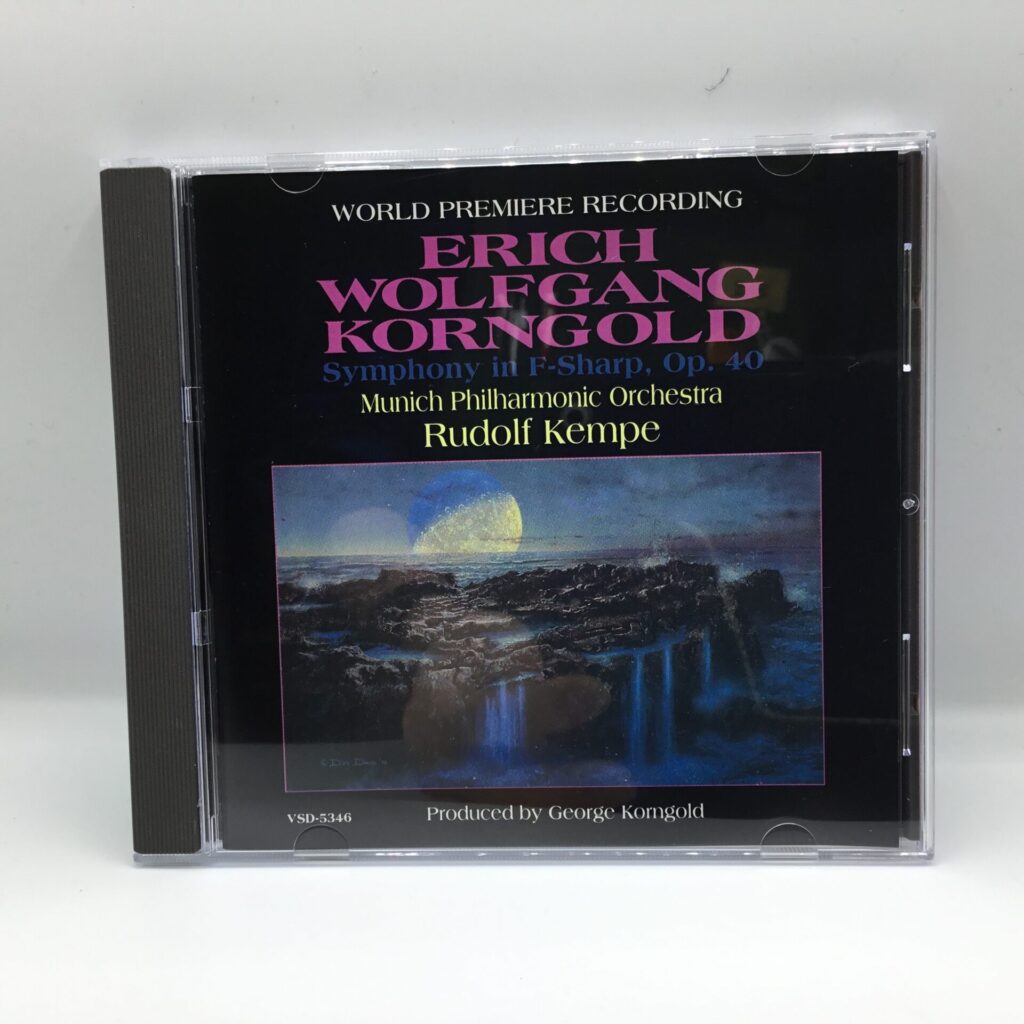 WORLD PREMIERE RECORDING
ERICH
WOLFGANG
KORNGOLD
Symphony in F-Sharp, Op. 40
Munich Philharmonic Orchestra
Rudolf Kempe
VSD-5346
Produced by George Korngold